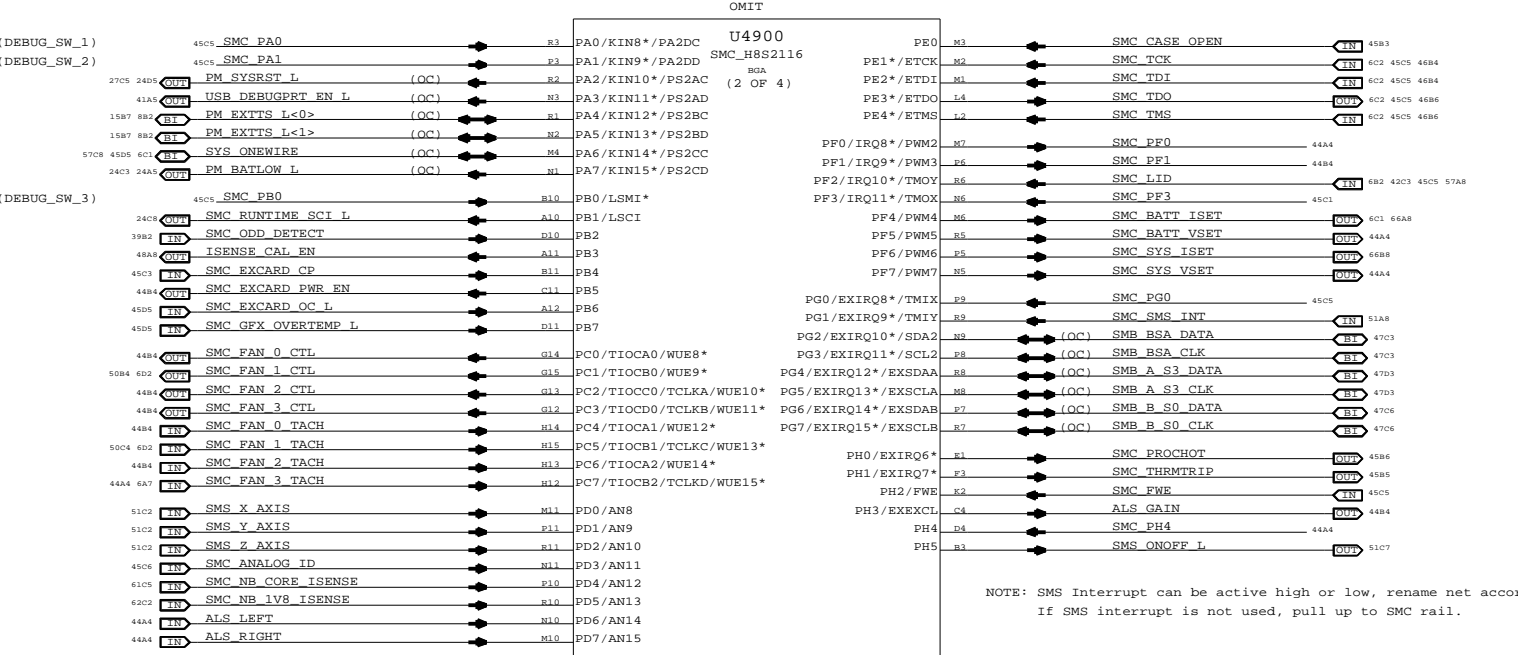 OMIT
U4900
SMC_H8S2116
BGA
(2 OF 4)
(DEBUG_SW_1) 45C5 SMC_PA0 R3 PA0/KIN8*/PA2DC
(DEBUG_SW_2) 45C5 SMC_PA1 P3 PA1/KIN9*/PA2DD
27C5 24D5 OUT PM_SYSRST_L (OC) R2 PA2/KIN10*/PS2AC
41A5 OUT USB_DEBUGPRT_EN_L (OC) N3 PA3/KIN11*/PS2AD
15B7 8B2 BI PM_EXTTS_L<0> (OC) R1 PA4/KIN12*/PS2BC
15B7 8B2 BI PM_EXTTS_L<1> (OC) N2 PA5/KIN13*/PS2BD
57C8 45D5 6C1 BI SYS_ONEWIRE (OC) M4 PA6/KIN14*/PS2CC
24C3 24A5 OUT PM_BATLOW_L (OC) N1 PA7/KIN15*/PS2CD
(DEBUG_SW_3) 45C5 SMC_PB0 B10 PB0/LSMI*
24C8 OUT SMC_RUNTIME_SCI_L A10 PB1/LSCI
39B2 IN SMC_ODD_DETECT D10 PB2
48A8 OUT ISENSE_CAL_EN A11 PB3
45C3 IN SMC_EXCARD_CP B11 PB4
44B4 OUT SMC_EXCARD_PWR_EN C11 PB5
45D5 IN SMC_EXCARD_OC_L A12 PB6
45D5 IN SMC_GFX_OVERTEMP_L D11 PB7
44B4 OUT SMC_FAN_0_CTL G14 PC0/TIOCA0/WUE8*
50B4 6D2 OUT SMC_FAN_1_CTL G15 PC1/TIOCB0/WUE9*
44B4 OUT SMC_FAN_2_CTL G13 PC2/TIOCC0/TCLKA/WUE10*
44B4 OUT SMC_FAN_3_CTL G12 PC3/TIOCD0/TCLKB/WUE11*
44B4 IN SMC_FAN_0_TACH H14 PC4/TIOCA1/WUE12*
50C4 6D2 IN SMC_FAN_1_TACH H15 PC5/TIOCB1/TCLKC/WUE13*
44B4 IN SMC_FAN_2_TACH H13 PC6/TIOCA2/WUE14*
44A4 6A7 IN SMC_FAN_3_TACH H12 PC7/TIOCB2/TCLKD/WUE15*
51C2 IN SMS_X_AXIS M11 PD0/AN8
51C2 IN SMS_Y_AXIS P11 PD1/AN9
51C2 IN SMS_Z_AXIS R11 PD2/AN10
45C6 IN SMC_ANALOG_ID N11 PD3/AN11
61C5 IN SMC_NB_CORE_ISENSE P10 PD4/AN12
62C2 IN SMC_NB_1V8_ISENSE R10 PD5/AN13
44A4 IN ALS_LEFT N10 PD6/AN14
44A4 IN ALS_RIGHT M10 PD7/AN15
PE0 M3 SMC_CASE_OPEN IN 45B3
PE1*/ETCK M2 SMC_TCK IN 6C2 45C5 46B4
PE2*/ETDI M1 SMC_TDI IN 6C2 45C5 46B4
PE3*/ETDO L4 SMC_TDO OUT 6C2 45C5 46B6
PE4*/ETMS L2 SMC_TMS IN 6C2 45C5 46B6
PF0/IRQ8*/PWM2 M7 SMC_PF0 44A4
PF1/IRQ9*/PWM3 P6 SMC_PF1 44B4
PF2/IRQ10*/TMOY R6 SMC_LID IN 6B2 42C3 45C5 57A8
PF3/IRQ11*/TMOX N6 SMC_PF3 45C1
PF4/PWM4 M6 SMC_BATT_ISET OUT 6C1 66A8
PF5/PWM5 R5 SMC_BATT_VSET OUT 44A4
PF6/PWM6 P5 SMC_SYS_ISET OUT 66B8
PF7/PWM7 N5 SMC_SYS_VSET OUT 44A4
PG0/EXIRQ8*/TMIX P9 SMC_PG0 45C5
PG1/EXIRQ9*/TMIY R9 SMC_SMS_INT IN 51A8
PG2/EXIRQ10*/SDA2 N9 (OC) SMB_BSA_DATA BI 47C3
PG3/EXIRQ11*/SCL2 P8 (OC) SMB_BSA_CLK BI 47C3
PG4/EXIRQ12*/EXSDAA R8 (OC) SMB_A_S3_DATA BI 47D3
PG5/EXIRQ13*/EXSCLA M8 (OC) SMB_A_S3_CLK BI 47D3
PG6/EXIRQ14*/EXSDAB P7 (OC) SMB_B_S0_DATA BI 47C6
PG7/EXIRQ15*/EXSCLB R7 (OC) SMB_B_S0_CLK BI 47C6
PH0/EXIRQ6* E1 SMC_PROCHOT OUT 45B6
PH1/EXIRQ7* F3 SMC_THRMTRIP OUT 45B5
PH2/FWE K2 SMC_FWE IN 45C5
PH3/EXEXCL C4 ALS_GAIN OUT 44B4
PH4 D4 SMC_PH4 44A4
PH5 B3 SMS_ONOFF_L OUT 51C7
NOTE: SMS Interrupt can be active high or low, rename net accor
If SMS interrupt is not used, pull up to SMC rail.